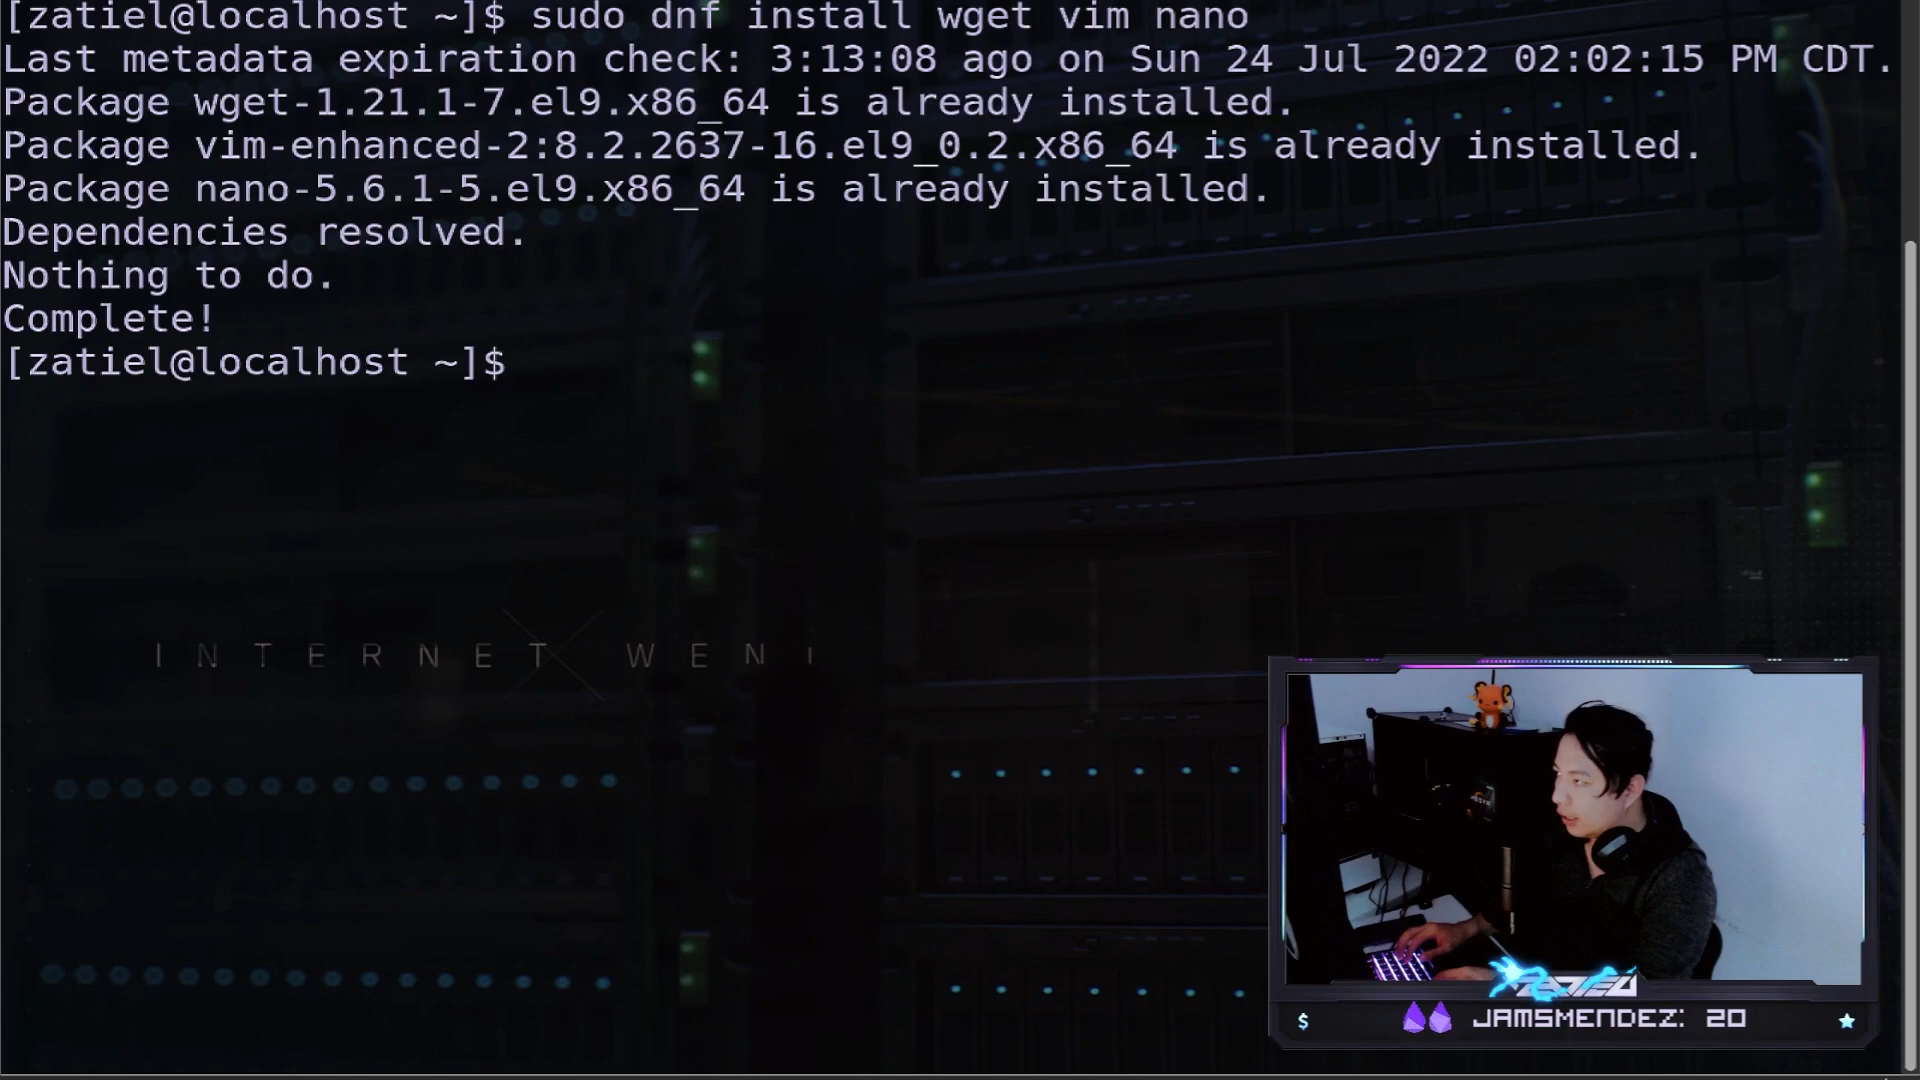 [zatiel@localhost ~]$ sudo dnf install wget vim nano
Last metadata expiration check: 3:13:08 ago on Sun 24 Jul 2022 02:02:15 PM CDT.
Package wget-1.21.1-7.el9.x86_64 is already installed.
Package vim-enhanced-2:8.2.2637-16.el9_0.2.x86_64 is already installed.
Package nano-5.6.1-5.el9.x86_64 is already installed.
Dependencies resolved.
Nothing to do.
Complete!
[zatiel@localhost ~]$
INTERNET WEN
$ JAMSMENDEZ: 20